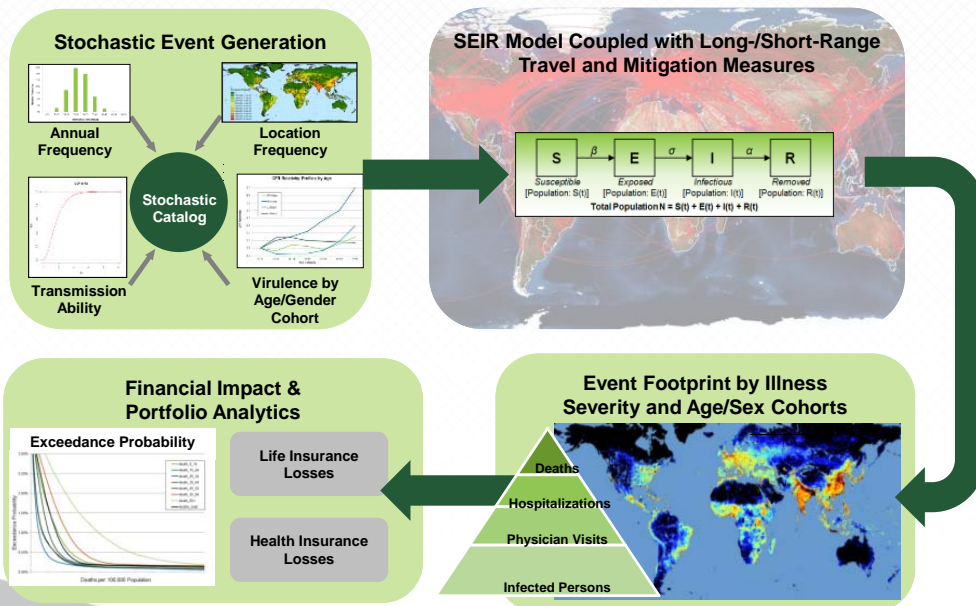 Stochastic Event Generation
Annual
Frequency
Location
Frequency
Stochastic
Catalog
Transmission
Ability
Virulence by
Age/Gender
Cohort
SEIR Model Coupled with Long-/Short-Range
Travel and Mitigation Measures
S
β
E
σ
I
α
R
Susceptible
[Population: S(t)]
Exposed
[Population: E(t)]
Infectious
[Population: I(t)]
Removed
[Population: R(t)]
Total Population N = S(t) + E(t) + I(t) + R(t)
Financial Impact &
Portfolio Analytics
Exceedance Probability
Exceedance Probability
Deaths per 100,000 Population
Life Insurance
Losses
Health Insurance
Losses
Event Footprint by Illness
Severity and Age/Sex Cohorts
Deaths
Hospitalizations
Physician Visits
Infected Persons